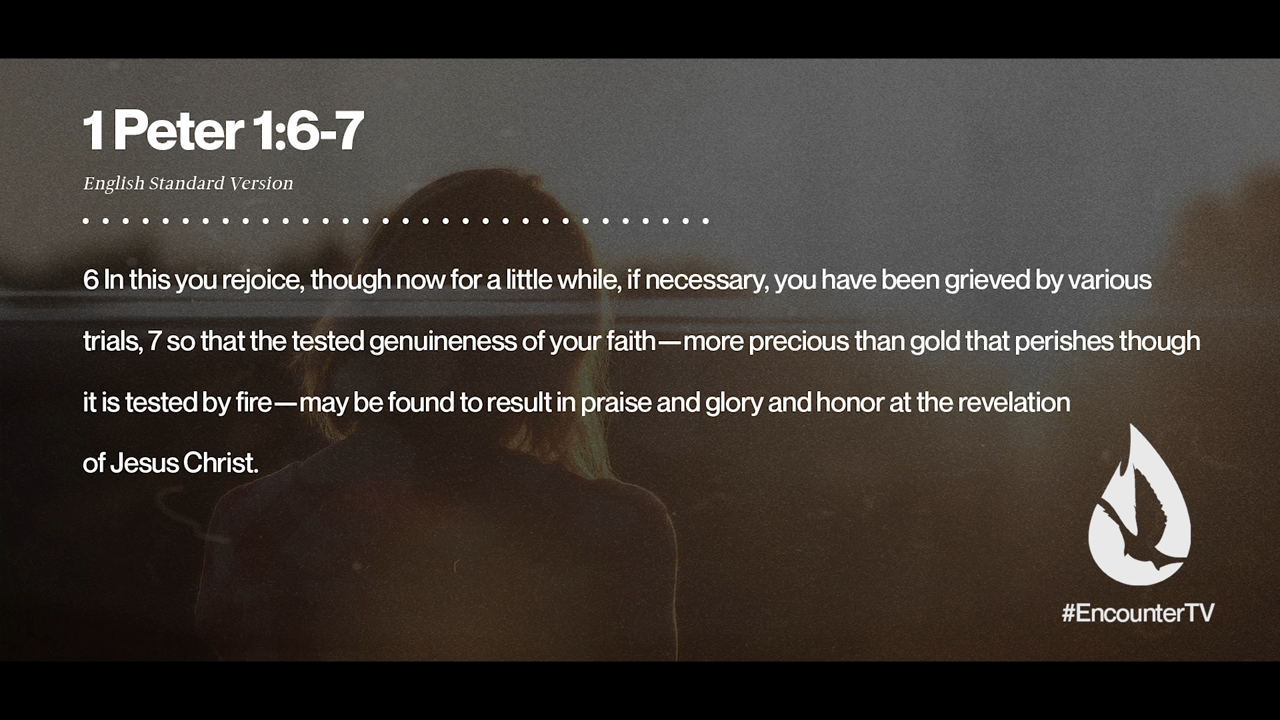 1 Peter 1:6-7
English Standard Version
6 In this you rejoice, though now for a little while, if necessary, you have been grieved by various
trials, 7 so that the tested genuineness of your faith—more precious than gold that perishes though
it is tested by fire—may be found to result in praise and glory and honor at the revelation
of Jesus Christ.
#EncounterTV